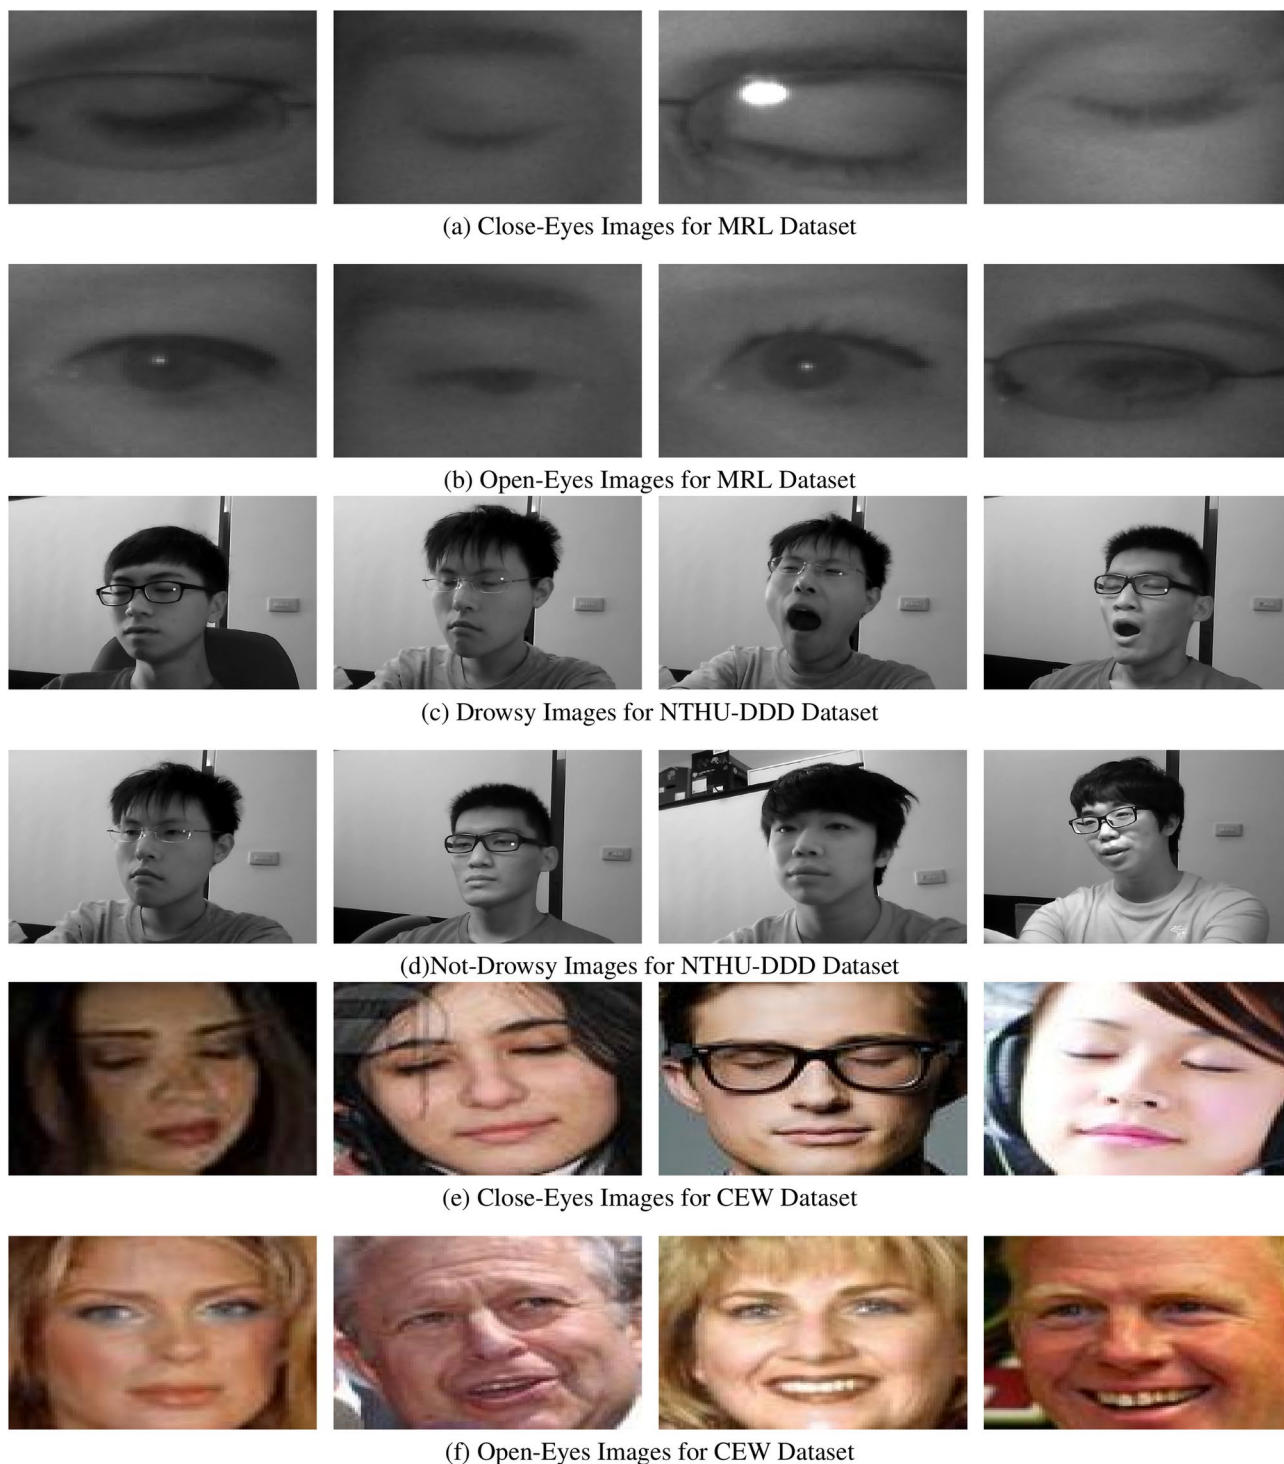 (a) Close-Eyes Images for MRL Dataset
(b) Open-Eyes Images for MRL Dataset
(c) Drowsy Images for NTHU-DDD Dataset
(d)Not-Drowsy Images for NTHU-DDD Dataset
(e) Close-Eyes Images for CEW Dataset
(f) Open-Eyes Images for CEW Dataset